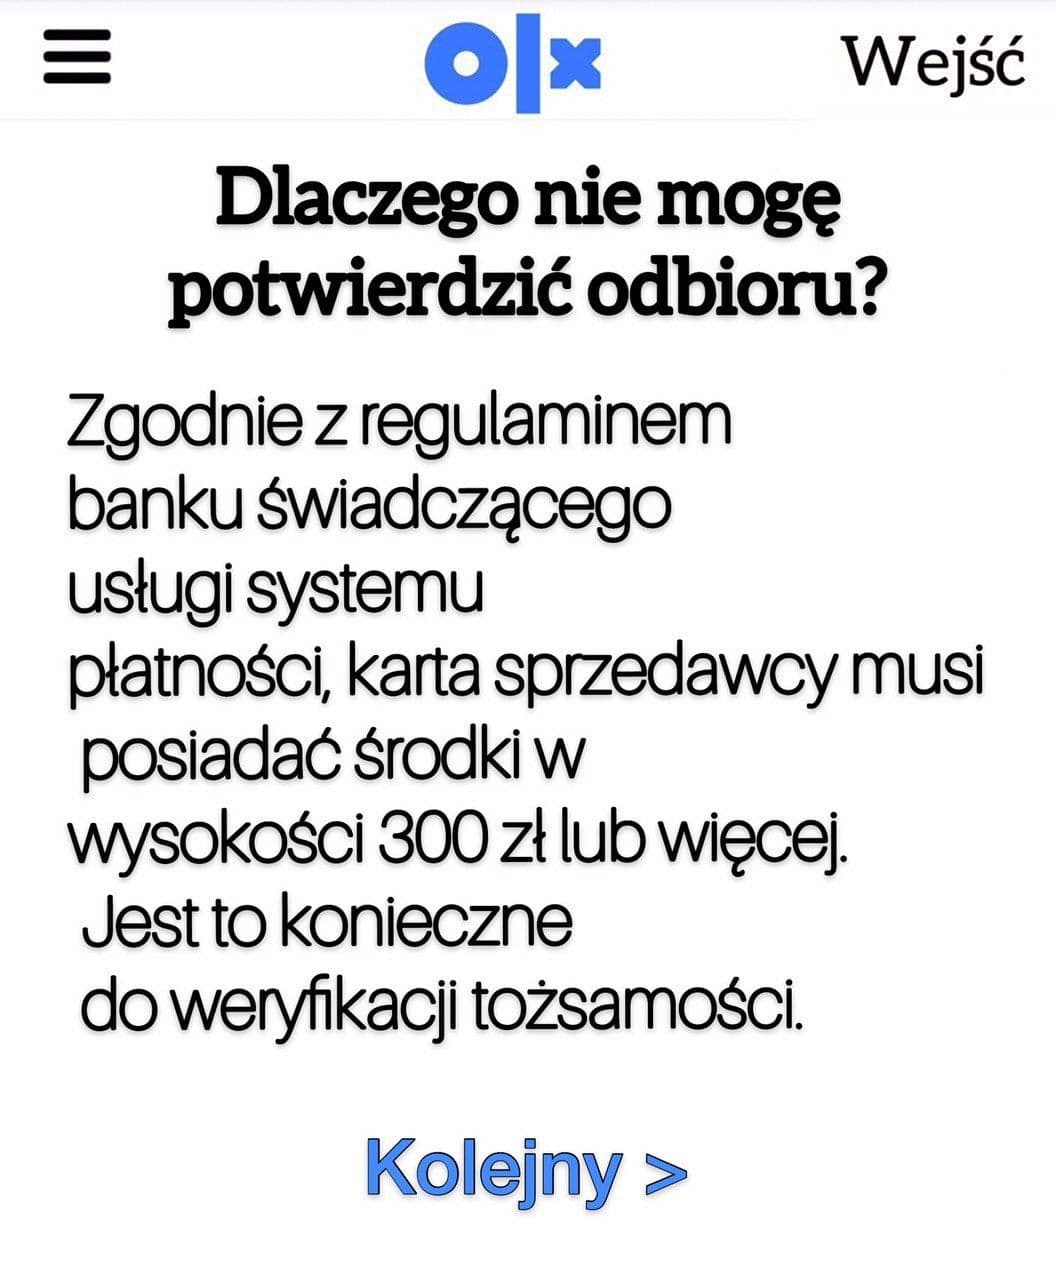 olx
Wejść
Dlaczego nie mogę
potwierdzić odbioru?
Zgodnie z regulaminem
banku świadczącego
usługi systemu
płatności, karta sprzedawcy musi
posiadać środki w
wysokości 300 zł lub więcej.
Jest to konieczne
do weryfikacji tożsamości.
Kolejny >